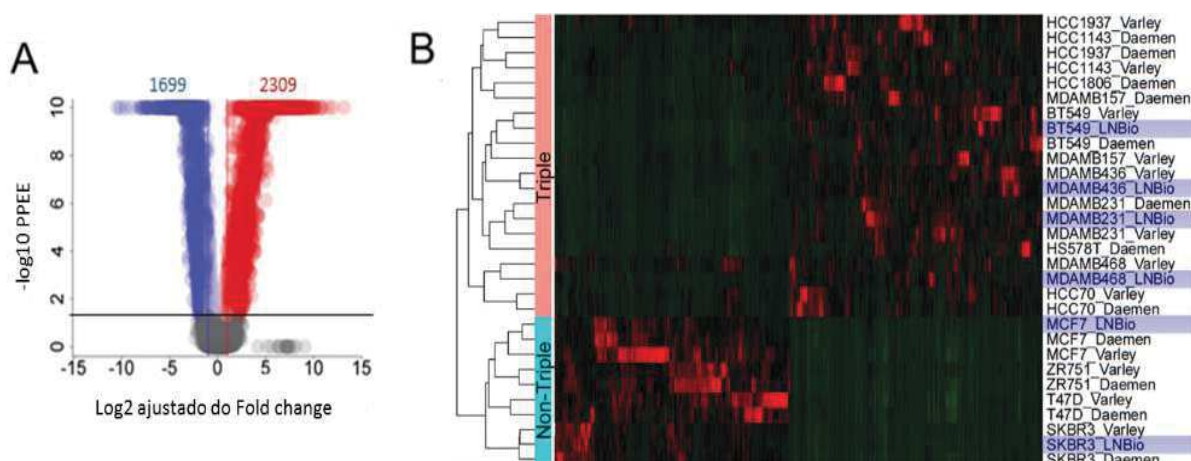 A
1699 2309
10
8
6
4
2
0
-log10 PPEE
-15 -10 -5 0 5 10 15
Log2 ajustado do Fold change
B
Triple
Non-Triple
HCC1937_Varley
HCC1143_Daemen
HCC1937_Daemen
HCC1143_Varley
HCC1806_Daemen
MDAMB157_Daemen
BT549_Varley
BT549_LNBio
BT549_Daemen
MDAMB157_Varley
MDAMB436_Varley
MDAMB436_LNBio
MDAMB231_Daemen
MDAMB231_LNBio
MDAMB231_Varley
HS578T_Daemen
MDAMB468_Varley
MDAMB468_LNBio
HCC70_Varley
HCC70_Daemen
MCF7_LNBio
MCF7_Daemen
MCF7_Varley
ZR751_Varley
ZR751_Daemen
T47D_Varley
T47D_Daemen
SKBR3_Varley
SKBR3_LNBio
SKBR3_Daemen